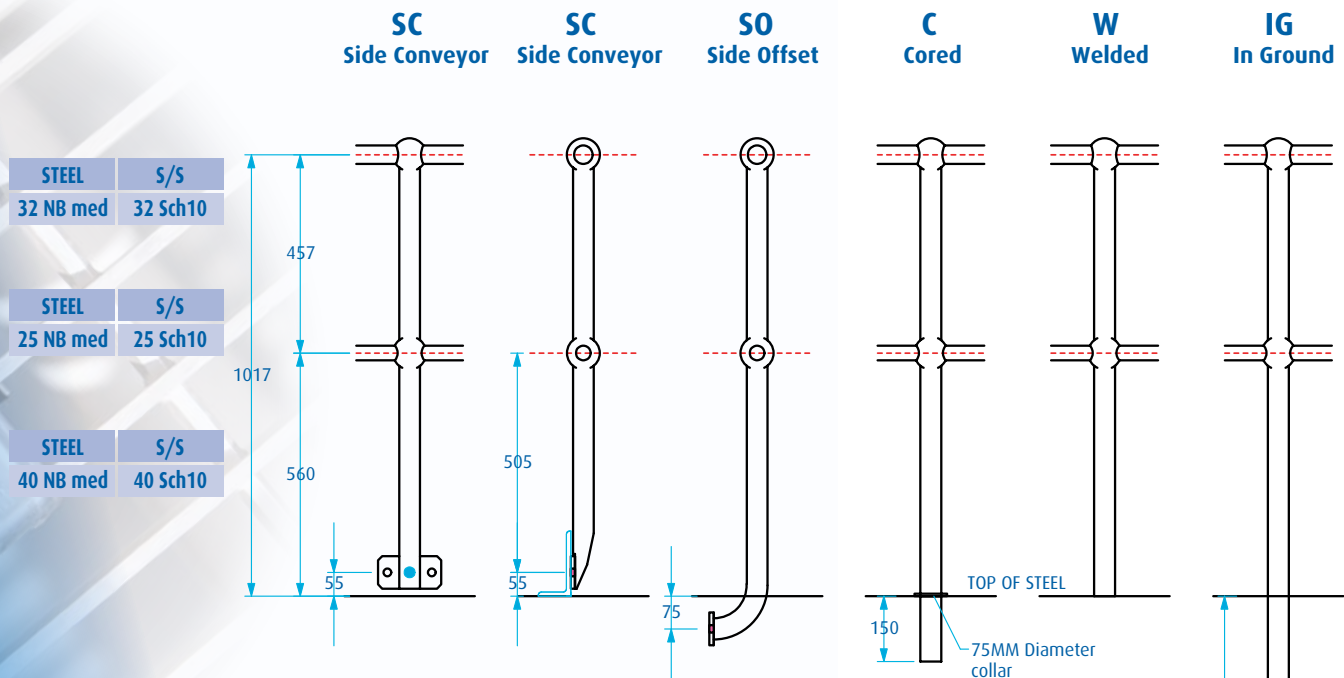 SC
Side Conveyor
SC
Side Conveyor
SO
Side Offset
C
Cored
W
Welded
IG
In Ground
STEEL S/S
32 NB med 32 Sch10
457
STEEL S/S
25 NB med 25 Sch10
1017
STEEL S/S
40 NB med 40 Sch10
560
505
55
55
75
TOP OF STEEL
150
75MM Diameter
collar